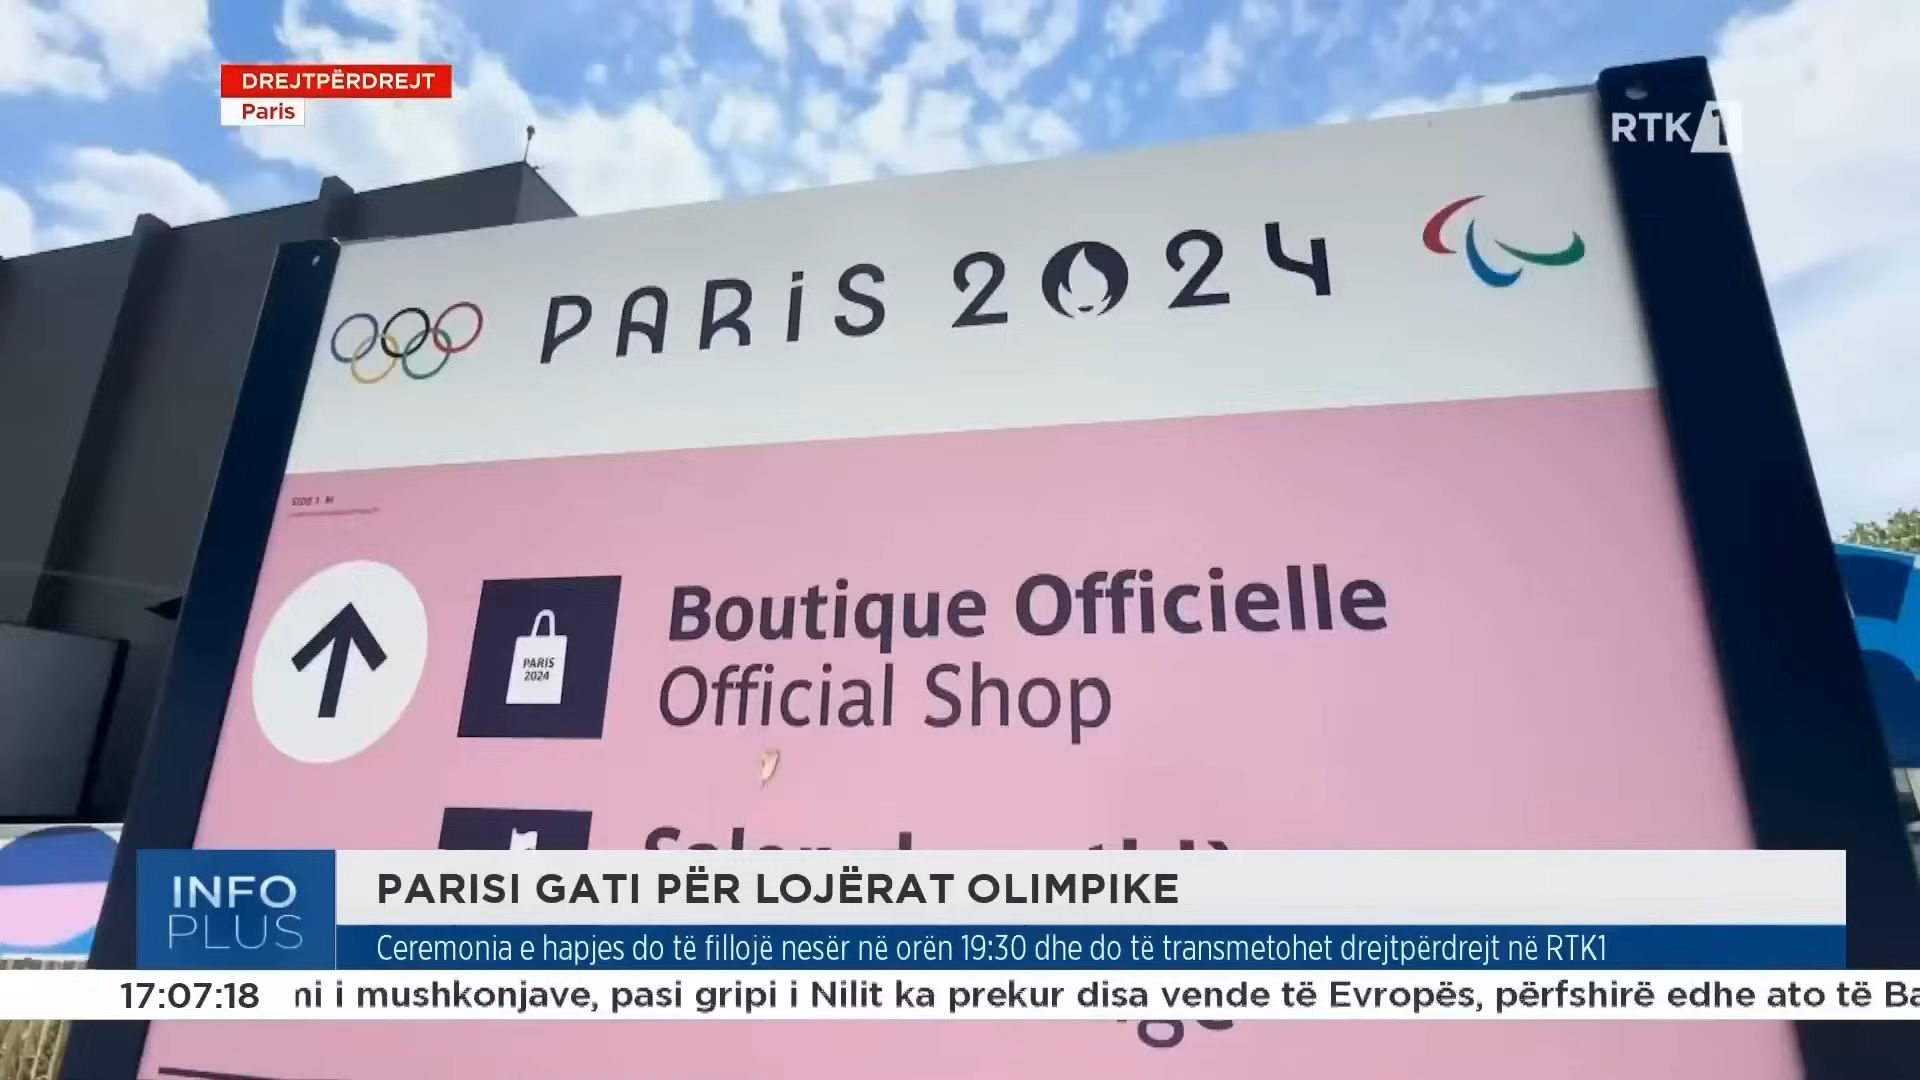 DREJTPËRDREJT
Paris
RTK1
PARIS 2024
SIDE 1
PARIS
2024
Boutique Officielle
Official Shop
INFO
PLUS
PARISI GATI PËR LOJËRAT OLIMPIKE
Ceremonia e hapjes do të fillojë nesër në orën 19:30 dhe do të transmetohet drejtpërdrejt në RTK1
17:07:18
i mushkonjave, pasi gripi i Nilit ka prekur disa vende të Evropës, përfshirë edhe ato të Ba